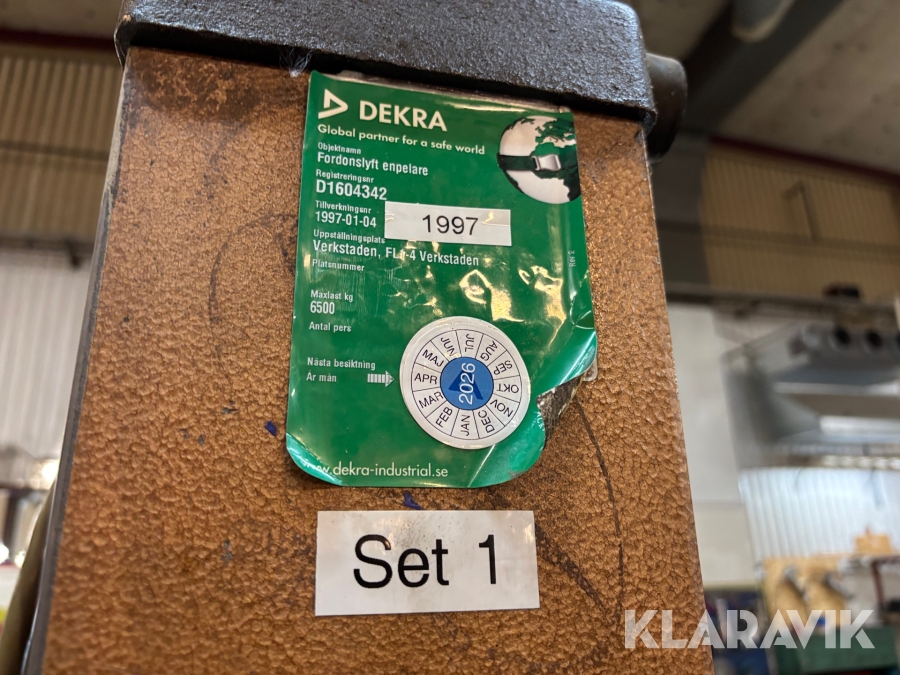 DEKRA
Global partner for a safe world
Objektnamn
Fordonslyft enpelare
Registreringsnr
D1604342
Tillverkningsnr
1997-01-04
1997
Uppställningsplats
Verkstaden, FLJ-4 Verkstaden
Platsnummer
Maxlast kg
6500
Antal pers
Nästa besiktning
År mån
2026
JAN
FEB
MAR
APR
MAJ
JUN
JUL
AUG
SEP
OKT
NOV
DEC
www.dekra-industrial.se
Set 1
KLARAVIK